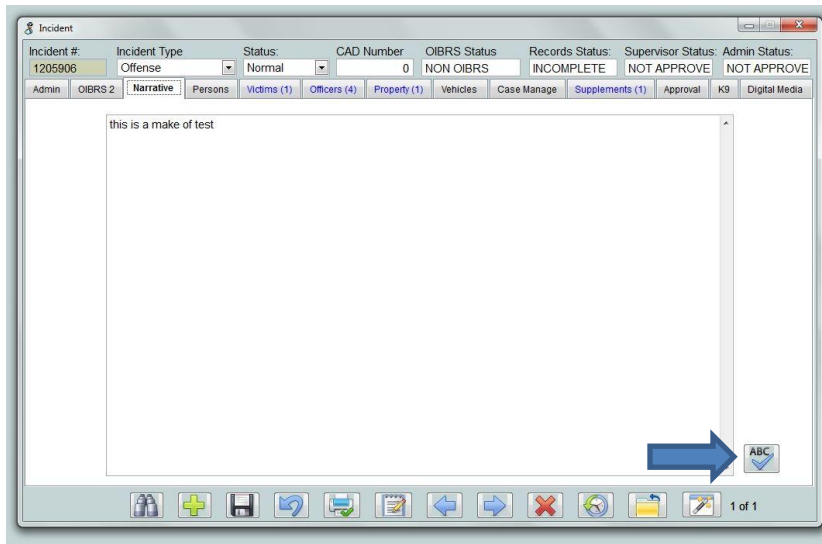 Incident
Incident #: Incident Type Status: CAD Number OIBRS Status Records Status: Supervisor Status: Admin Status:
1205906 Offense Normal 0 NON OIBRS INCOMPLETE NOT APPROVE NOT APPROVE
Admin OIBRS 2 Narrative Persons Victims (1) Officers (4) Property (1) Vehicles Case Manage Supplements (1) Approval K9 Digital Media
this is a make of test
ABC
1 of 1